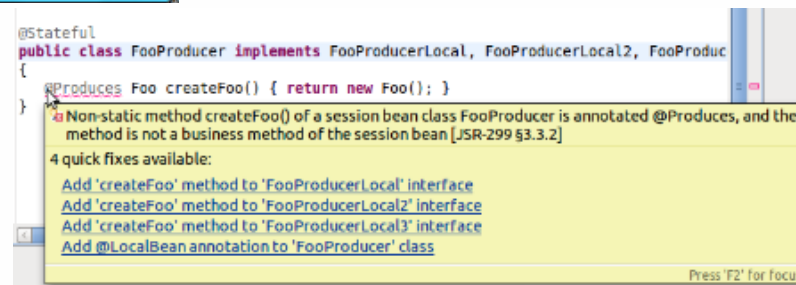 @Stateful
public class FooProducer implements FooProducerLocal, FooProducerLocal2, FooProduc
{
@Produces Foo createFoo() { return new Foo(); }
}
Non-static method createFoo() of a session bean class FooProducer is annotated @Produces, and the
method is not a business method of the session bean [JSR-299 §3.3.2]
4 quick fixes available:
Add 'createFoo' method to 'FooProducerLocal' interface
Add 'createFoo' method to 'FooProducerLocal2' interface
Add 'createFoo' method to 'FooProducerLocal3' interface
Add @LocalBean annotation to 'FooProducer' class
Press 'F2' for focu